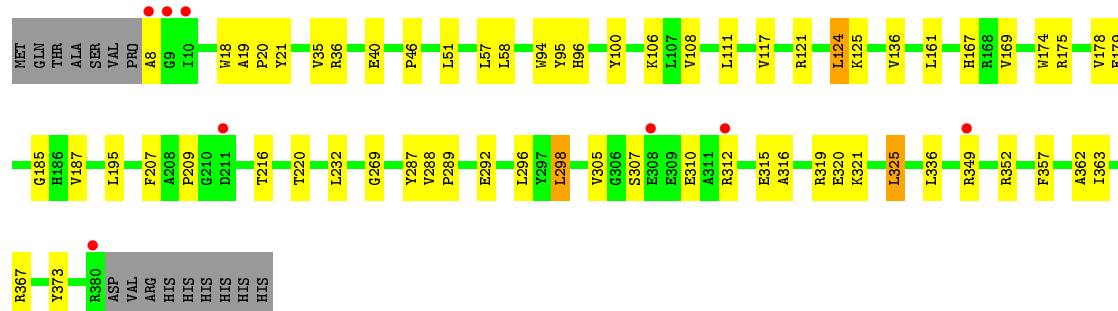 MET GLN THR ALA SER VAL PRO A8 G9 I10 W18 A19 P20 Y21 V35 R36 E40 P46 L51 L57 L58 W94 Y95 H96 Y100 K106 L107 V108 L111 V117 R121 L124 K125 V136 L161 H167 R168 V169 W174 R175 V178
G185 H186 V187 L195 F207 A208 P209 G210 D211 T216 T220 L232 G269 Y287 V288 P289 E292 L296 Y297 L298 V305 G306 S307 E308 E309 E310 A311 R312 E315 A316 R319 E320 K321 L325 L336 R349 R352 F357 A362 I363
R367 Y373 R380 ASP VAL ARG HIS HIS HIS HIS HIS HIS